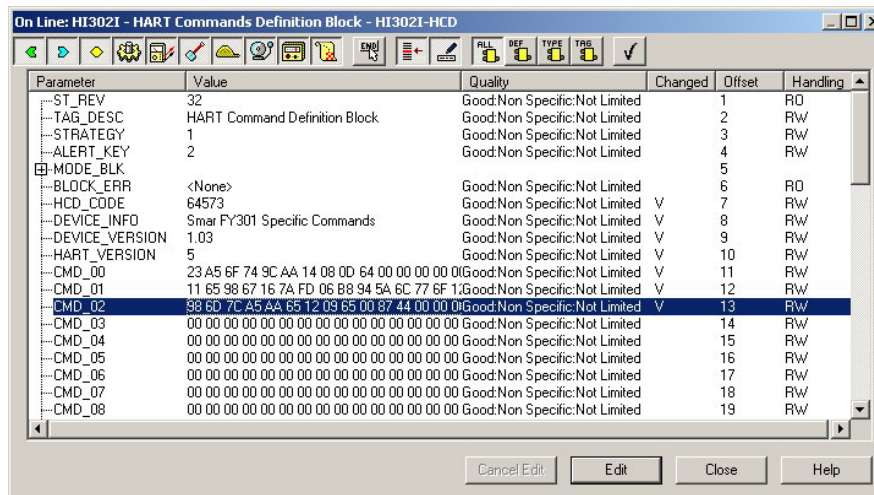 On Line: HI302I - HART Commands Definition Block - HI302I-HCD
END ALL DEF TYPE TAG
Parameter Value Quality Changed Offset Handling
ST_REV 32 Good:Non Specific:Not Limited 1 RO
TAG_DESC HART Command Definition Block Good:Non Specific:Not Limited 2 RW
STRATEGY 1 Good:Non Specific:Not Limited 3 RW
ALERT_KEY 2 Good:Non Specific:Not Limited 4 RW
MODE_BLK 5
BLOCK_ERR <None> Good:Non Specific:Not Limited 6 RO
HCD_CODE 64573 Good:Non Specific:Not Limited V 7 RW
DEVICE_INFO Smar FY301 Specific Commands Good:Non Specific:Not Limited V 8 RW
DEVICE_VERSION 1.03 Good:Non Specific:Not Limited V 9 RW
HART_VERSION 5 Good:Non Specific:Not Limited V 10 RW
CMD_00 23 A5 6F 74 9C AA 14 08 0D 64 00 00 00 00 0 Good:Non Specific:Not Limited V 11 RW
CMD_01 11 65 98 67 16 7A FD 06 B8 94 5A 6C 77 6F 1 Good:Non Specific:Not Limited V 12 RW
CMD_02 98 6D 7C A5 AA 65 12 09 65 00 87 44 00 00 0 Good:Non Specific:Not Limited V 13 RW
CMD_03 00 00 00 00 00 00 00 00 00 00 00 00 00 00 00 Good:Non Specific:Not Limited 14 RW
CMD_04 00 00 00 00 00 00 00 00 00 00 00 00 00 00 00 Good:Non Specific:Not Limited 15 RW
CMD_05 00 00 00 00 00 00 00 00 00 00 00 00 00 00 00 Good:Non Specific:Not Limited 16 RW
CMD_06 00 00 00 00 00 00 00 00 00 00 00 00 00 00 00 Good:Non Specific:Not Limited 17 RW
CMD_07 00 00 00 00 00 00 00 00 00 00 00 00 00 00 00 Good:Non Specific:Not Limited 18 RW
CMD_08 00 00 00 00 00 00 00 00 00 00 00 00 00 00 00 Good:Non Specific:Not Limited 19 RW
Cancel Edit Edit Close Help